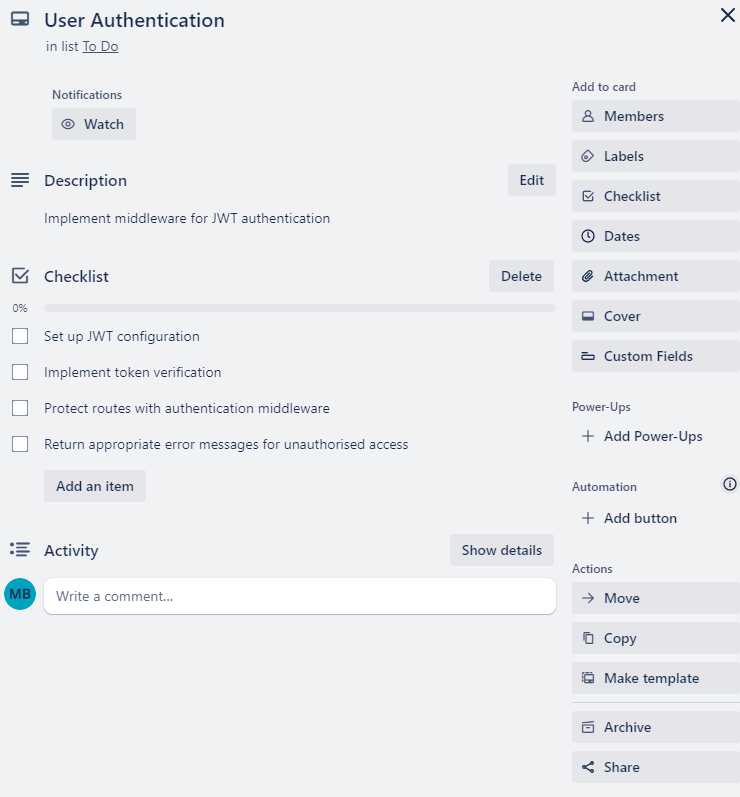 User Authentication
in list To Do
Notifications
Watch
Description
Edit
Implement middleware for JWT authentication
Checklist
Delete
0%
Set up JWT configuration
Implement token verification
Protect routes with authentication middleware
Return appropriate error messages for unauthorised access
Add an item
Activity
Show details
MB
Write a comment...
Add to card
Members
Labels
Checklist
Dates
Attachment
Cover
Custom Fields
Power-Ups
Add Power-Ups
Automation
Add button
Actions
Move
Copy
Make template
Archive
Share